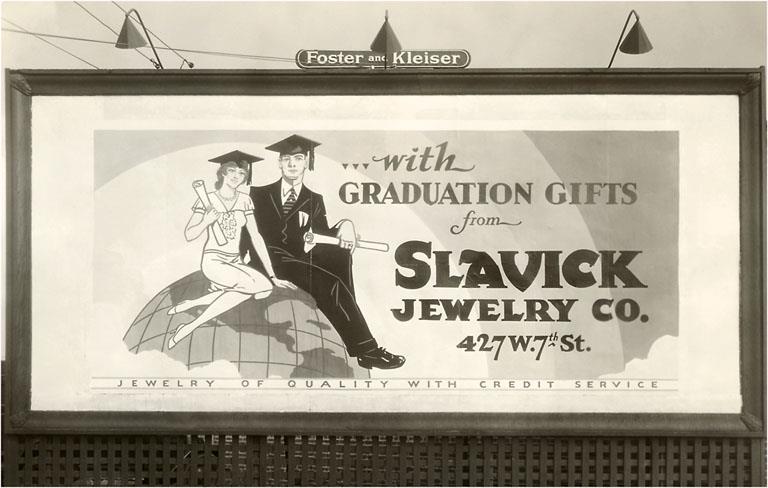 Foster and Kleiser
...with
GRADUATION GIFTS
from
SLAVICK
JEWELRY CO.
427 W. 7th St.
JEWELRY OF QUALITY WITH CREDIT SERVICE